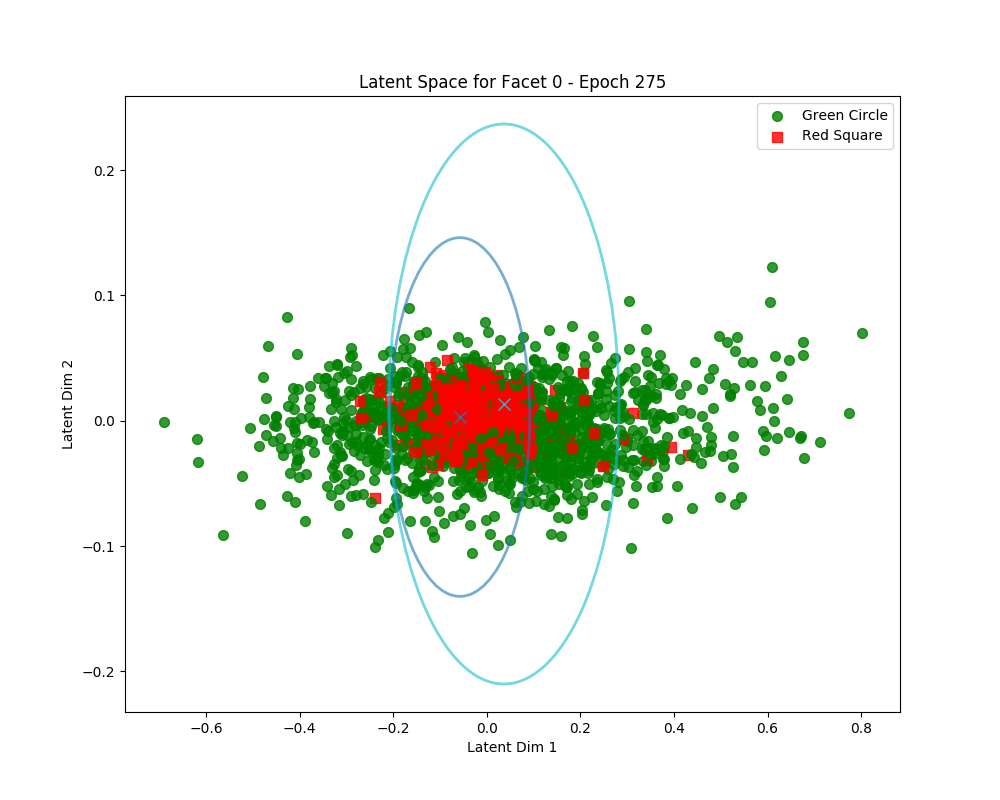 Latent Space for Facet 0 - Epoch 275
Green Circle
Red Square
0.2
0.1
0.0
−0.1
−0.2
Latent Dim 2
−0.6
−0.4
−0.2
0.0
0.2
0.4
0.6
0.8
Latent Dim 1